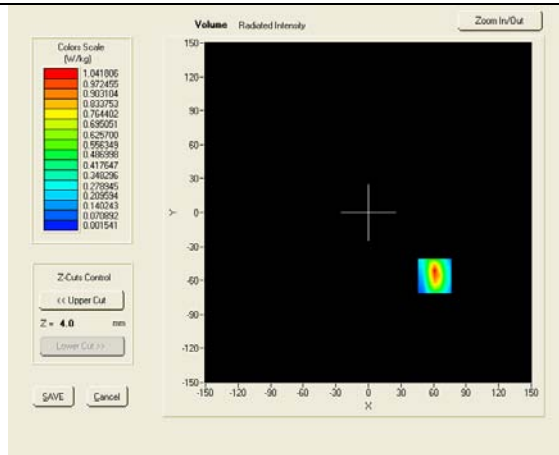 Volume Radiated Intensity
Zoom In/Out
Colors Scale
(W/kg)
1.041806
0.972455
0.903104
0.833753
0.764402
0.695051
0.625700
0.556349
0.486998
0.417647
0.348296
0.278945
0.209594
0.140243
0.070892
0.001541
Z-Cuts Control
<< Upper Cut
Z = 4.0 mm
Lower Cut >>
SAVE
Cancel
150-
120-
90-
60-
30-
0-
-30-
-60-
-90-
-120-
-150-
Y
-150 -120 -90 -60 -30 0 30 60 90 120 150
X